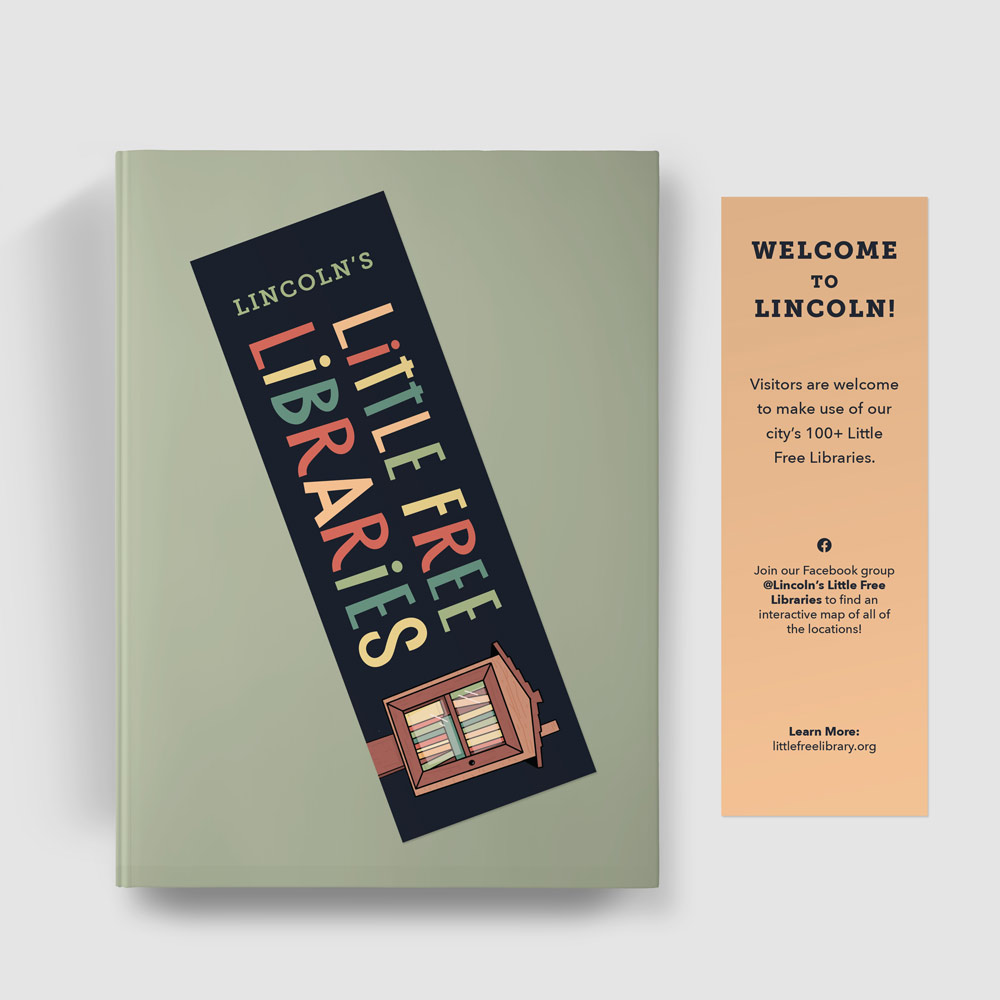 LINCOLN'S
LiTTLE FREE
LiBRARiES
WELCOME
TO
LINCOLN!
Visitors are welcome
to make use of our
city's 100+ Little
Free Libraries.
Join our Facebook group
@Lincoln's Little Free
Libraries to find an
interactive map of all of
the locations!
Learn More:
littlefreelibrary.org